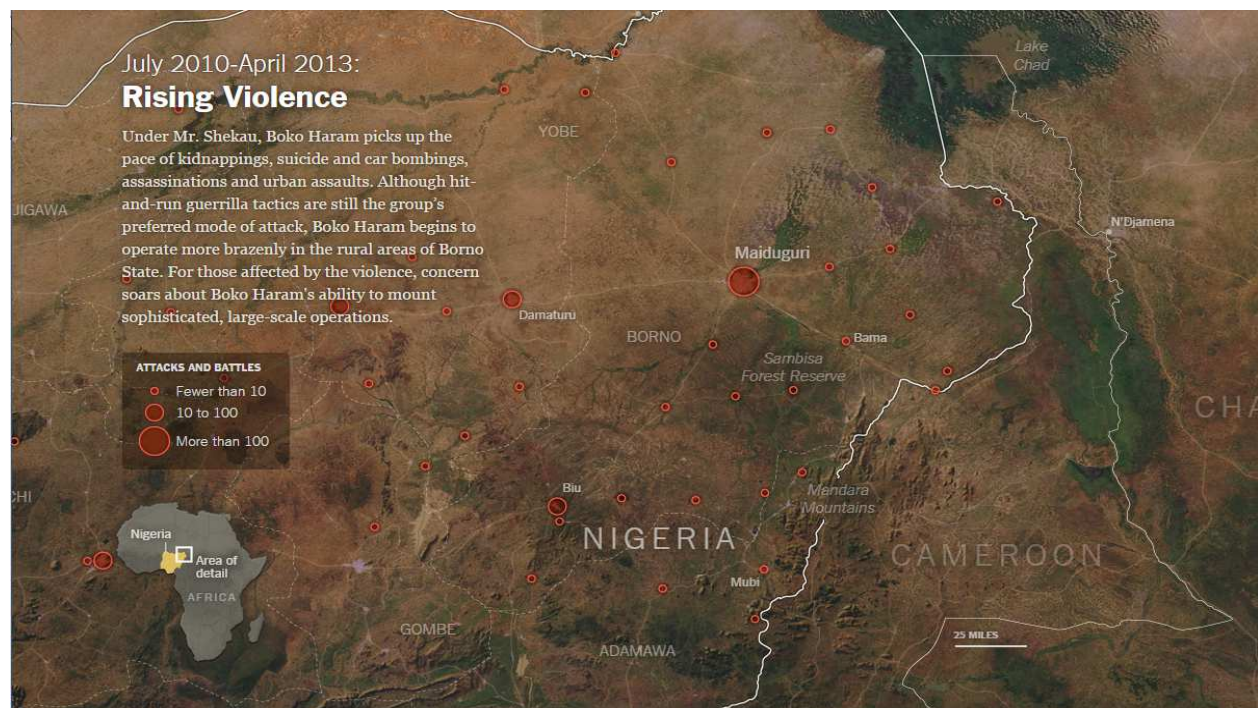 July 2010-April 2013:
Rising Violence
Under Mr. Shekau, Boko Haram picks up the
pace of kidnappings, suicide and car bombings,
assassinations and urban assaults. Although hit-
and-run guerrilla tactics are still the group's
preferred mode of attack, Boko Haram begins to
operate more brazenly in the rural areas of Borno
State. For those affected by the violence, concern
soars about Boko Haram's ability to mount
sophisticated, large-scale operations.
ATTACKS AND BATTLES
Fewer than 10
10 to 100
More than 100
Lake
Chad
YOBE
JIGAWA
N'Djamena
Maiduguri
Damaturu
BORNO
Bama
Sambisa
Forest Reserve
CHA
CHI
Biu
Mandara
Mountains
NIGERIA
CAMEROON
Nigeria
Area of
detail
AFRICA
Mubi
GOMBE
ADAMAWA
25 MILES